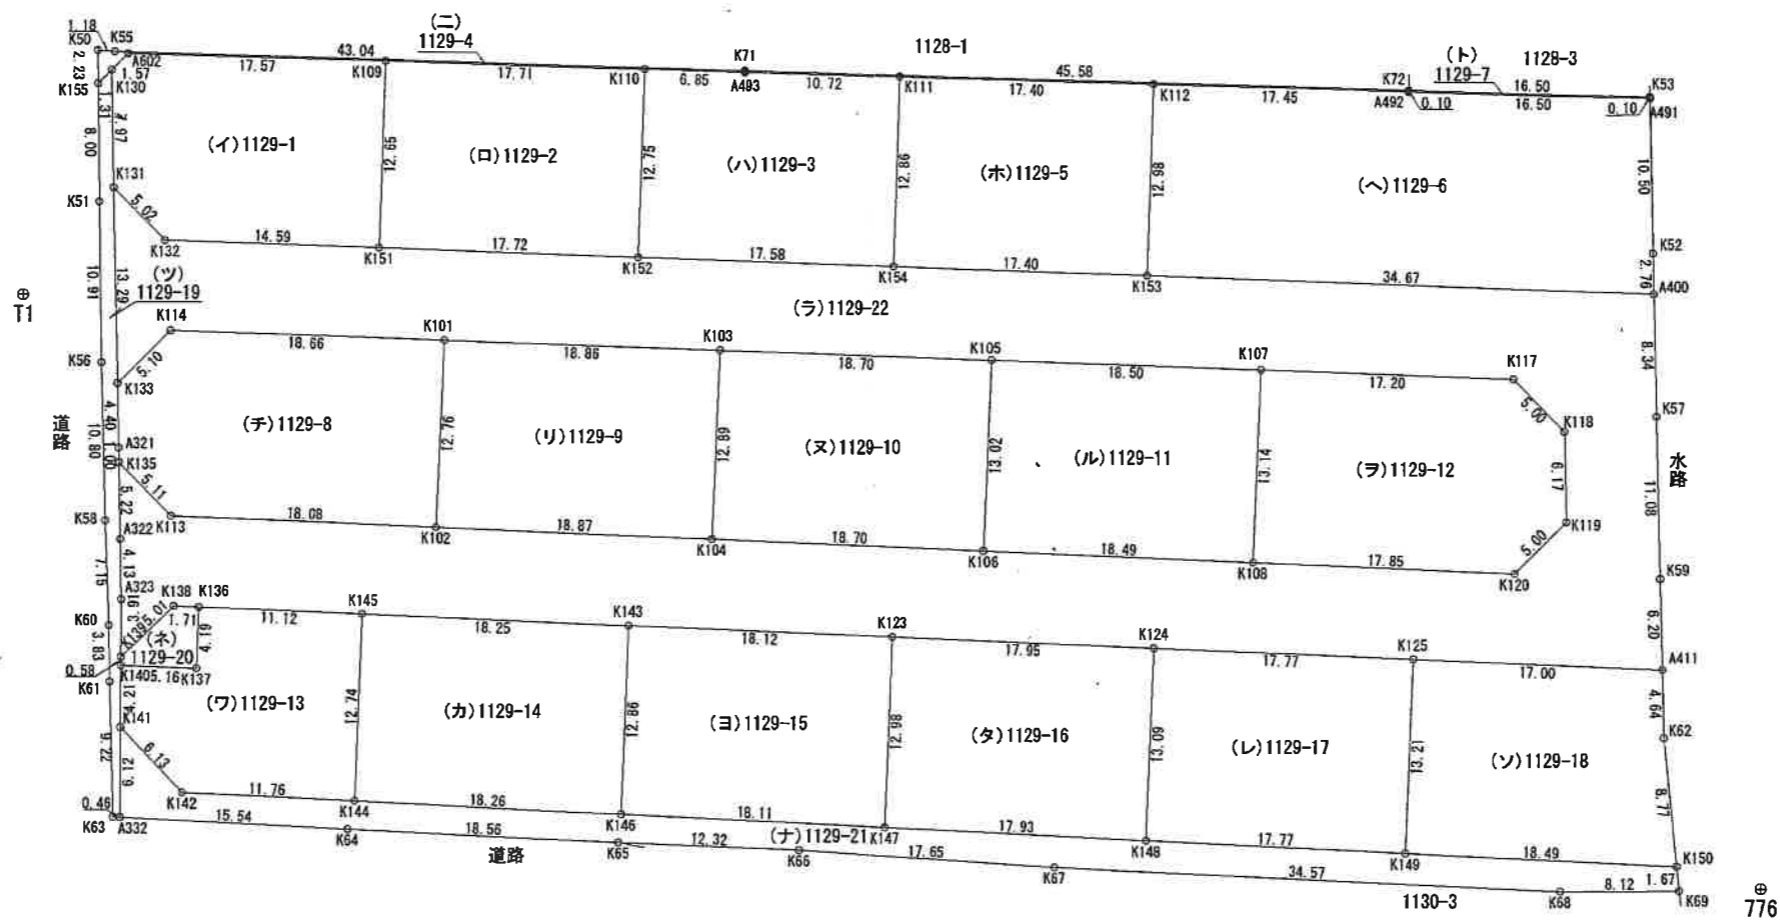 (ニ)
1129-4
1128-1
(ト)
1129-7
1128-3
1.18
K50
K55
A602
43.04
17.57
K109
17.71
K110
6.85
K71
A493
10.72
K111
45.58
17.40
K112
17.45
K72
A492
0.10
16.50
16.50
K53
0.10
A491
2.23
K155
1.57
K130
1.31
7.97
8.00
(イ)1129-1
12.65
(ロ)1129-2
12.75
(ハ)1129-3
12.86
(ホ)1129-5
12.98
(ヘ)1129-6
10.50
K131
K51
5.02
K132
14.59
K151
17.72
K152
17.58
K154
17.40
K153
34.67
K52
2.76
A400
T1
10.91
13.29
(ツ)
1129-19
(ラ)1129-22
K114
18.66
K101
18.86
K103
18.70
K105
18.50
K107
17.20
K117
8.34
K56
5.10
K133
5.00
K118
K57
道路
4.40
10.80
1.00
A321
K135
(チ)1129-8
12.76
(リ)1129-9
12.89
(ヌ)1129-10
13.02
(ル)1129-11
13.14
(ヲ)1129-12
6.17
水路
11.08
5.11
5.22
K58
K113
18.08
K102
18.87
K104
18.70
K106
18.49
K108
17.85
K120
5.00
K119
A322
4.13
7.15
K59
A323
K138
K136
5.01
1.71
3.91
4.19
K60
K139
3.83
(ネ)
1129-20
0.58
K140
5.16
K137
K61
4.21
11.12
K145
18.25
K143
18.12
K123
17.95
K124
17.77
K125
17.00
6.20
A411
4.64
K62
K141
(ワ)1129-13
12.74
(カ)1129-14
12.86
(ヨ)1129-15
12.98
(タ)1129-16
13.09
(レ)1129-17
13.21
(ソ)1129-18
9.22
6.12
6.13
8.77
K142
11.76
K144
18.26
K146
18.11
K147
17.93
K148
17.77
K149
18.49
K150
0.46
K63
A332
15.54
K64
道路
18.56
K65
12.32
(ナ)1129-21
K66
17.65
K67
34.57
1130-3
K68
8.12
1.67
K69
776